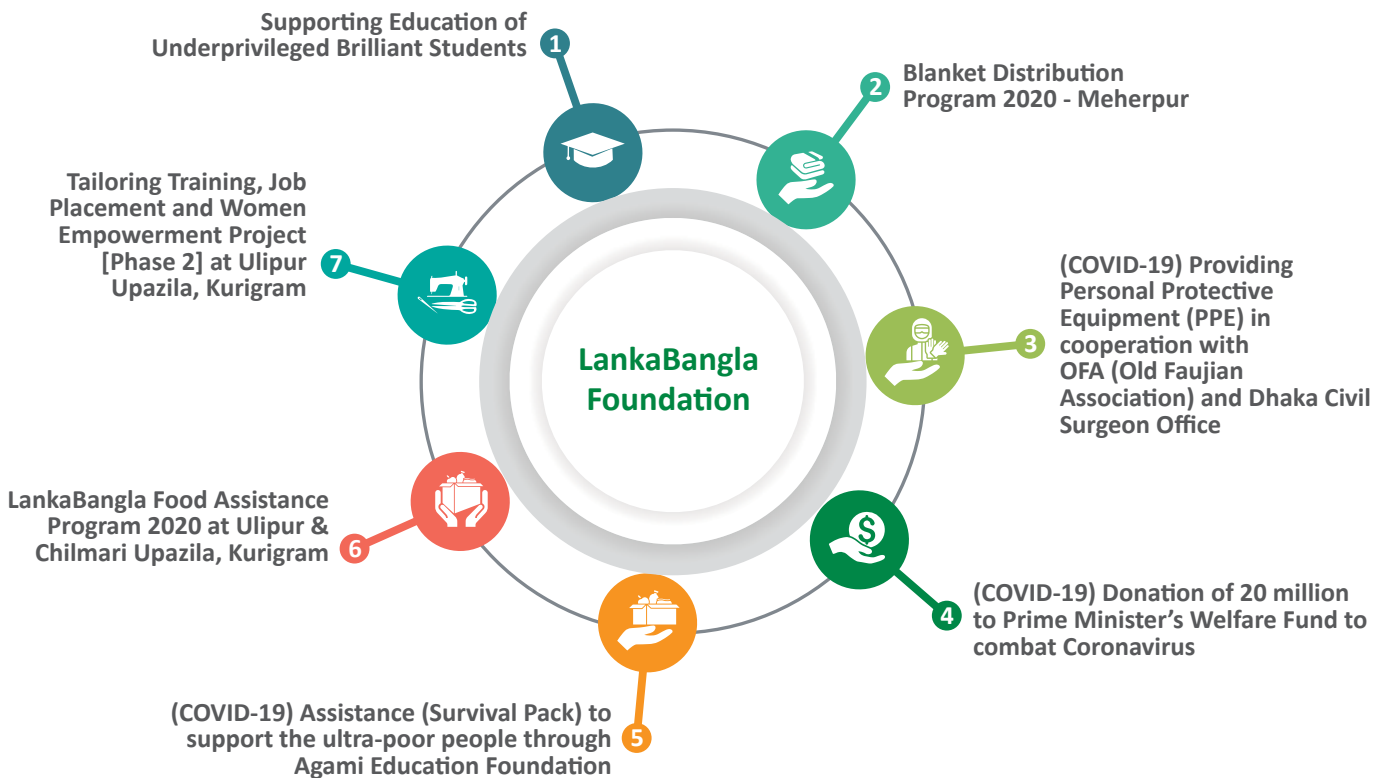 LankaBangla
Foundation
1
Supporting Education of
Underprivileged Brilliant Students
2
Blanket Distribution
Program 2020 - Meherpur
3
(COVID-19) Providing
Personal Protective
Equipment (PPE) in
cooperation with
OFA (Old Faujian
Association) and Dhaka Civil
Surgeon Office
4
(COVID-19) Donation of 20 million
to Prime Minister’s Welfare Fund to
combat Coronavirus
5
(COVID-19) Assistance (Survival Pack) to
support the ultra-poor people through
Agami Education Foundation
6
LankaBangla Food Assistance
Program 2020 at Ulipur &
Chilmari Upazila, Kurigram
7
Tailoring Training, Job
Placement and Women
Empowerment Project
[Phase 2] at Ulipur
Upazila, Kurigram
$